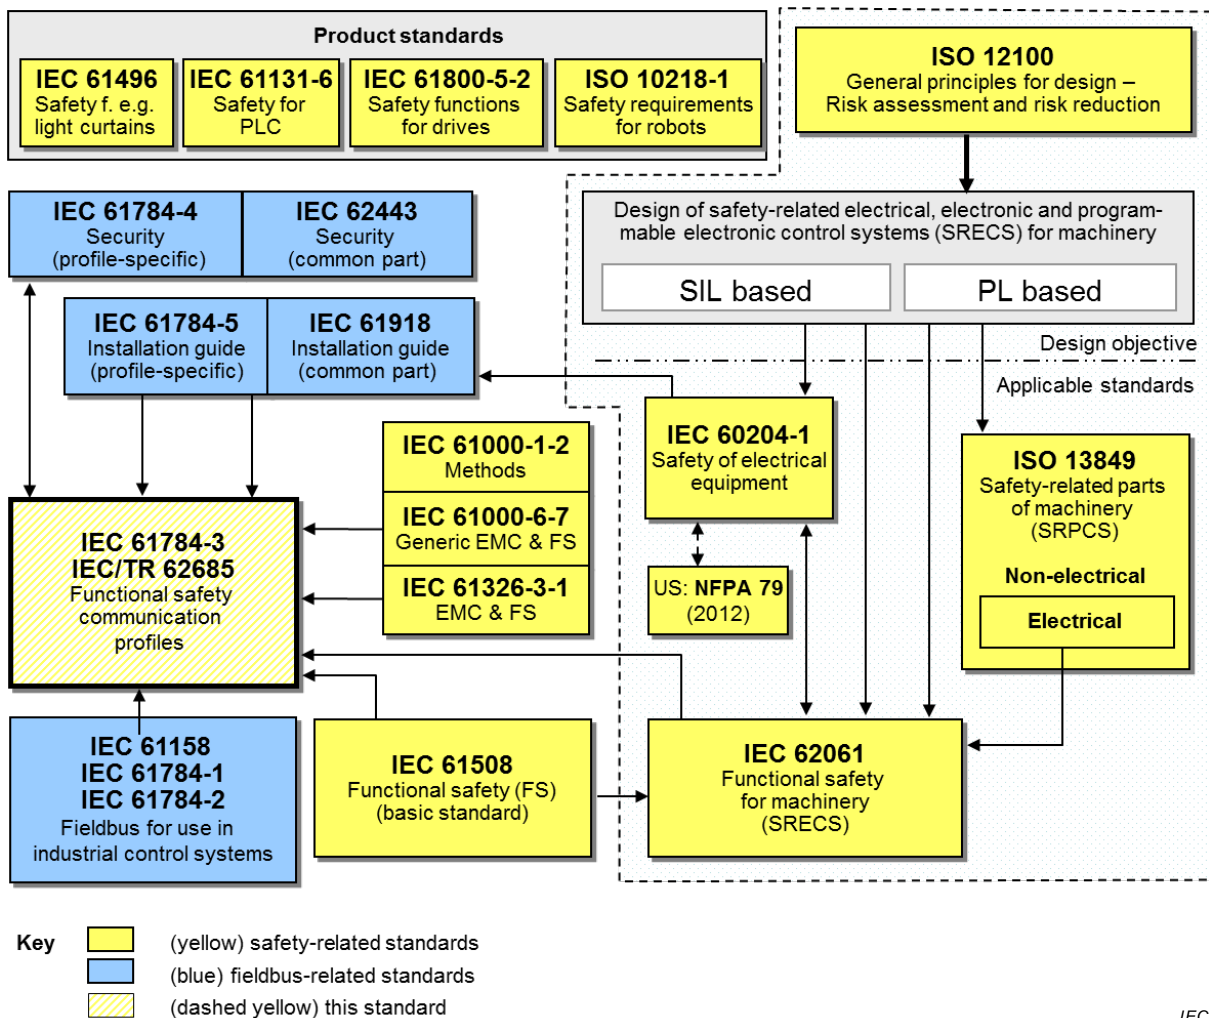 Product standards
IEC 61496
Safety f. e.g.
light curtains
IEC 61131-6
Safety for
PLC
IEC 61800-5-2
Safety functions
for drives
ISO 10218-1
Safety requirements
for robots
ISO 12100
General principles for design –
Risk assessment and risk reduction
IEC 61784-4
Security
(profile-specific)
IEC 62443
Security
(common part)
Design of safety-related electrical, electronic and program-
mable electronic control systems (SRECS) for machinery
SIL based
PL based
IEC 61784-5
Installation guide
(profile-specific)
IEC 61918
Installation guide
(common part)
Design objective
Applicable standards
IEC 60204-1
Safety of electrical
equipment
ISO 13849
Safety-related parts
of machinery
(SRPCS)
Non-electrical
Electrical
IEC 61000-1-2
Methods
IEC 61000-6-7
Generic EMC & FS
IEC 61326-3-1
EMC & FS
US: NFPA 79
(2012)
IEC 61784-3
IEC/TR 62685
Functional safety
communication
profiles
IEC 61158
IEC 61784-1
IEC 61784-2
Fieldbus for use in
industrial control systems
IEC 61508
Functional safety (FS)
(basic standard)
IEC 62061
Functional safety
for machinery
(SRECS)
Key
(yellow) safety-related standards
(blue) fieldbus-related standards
(dashed yellow) this standard
IEC